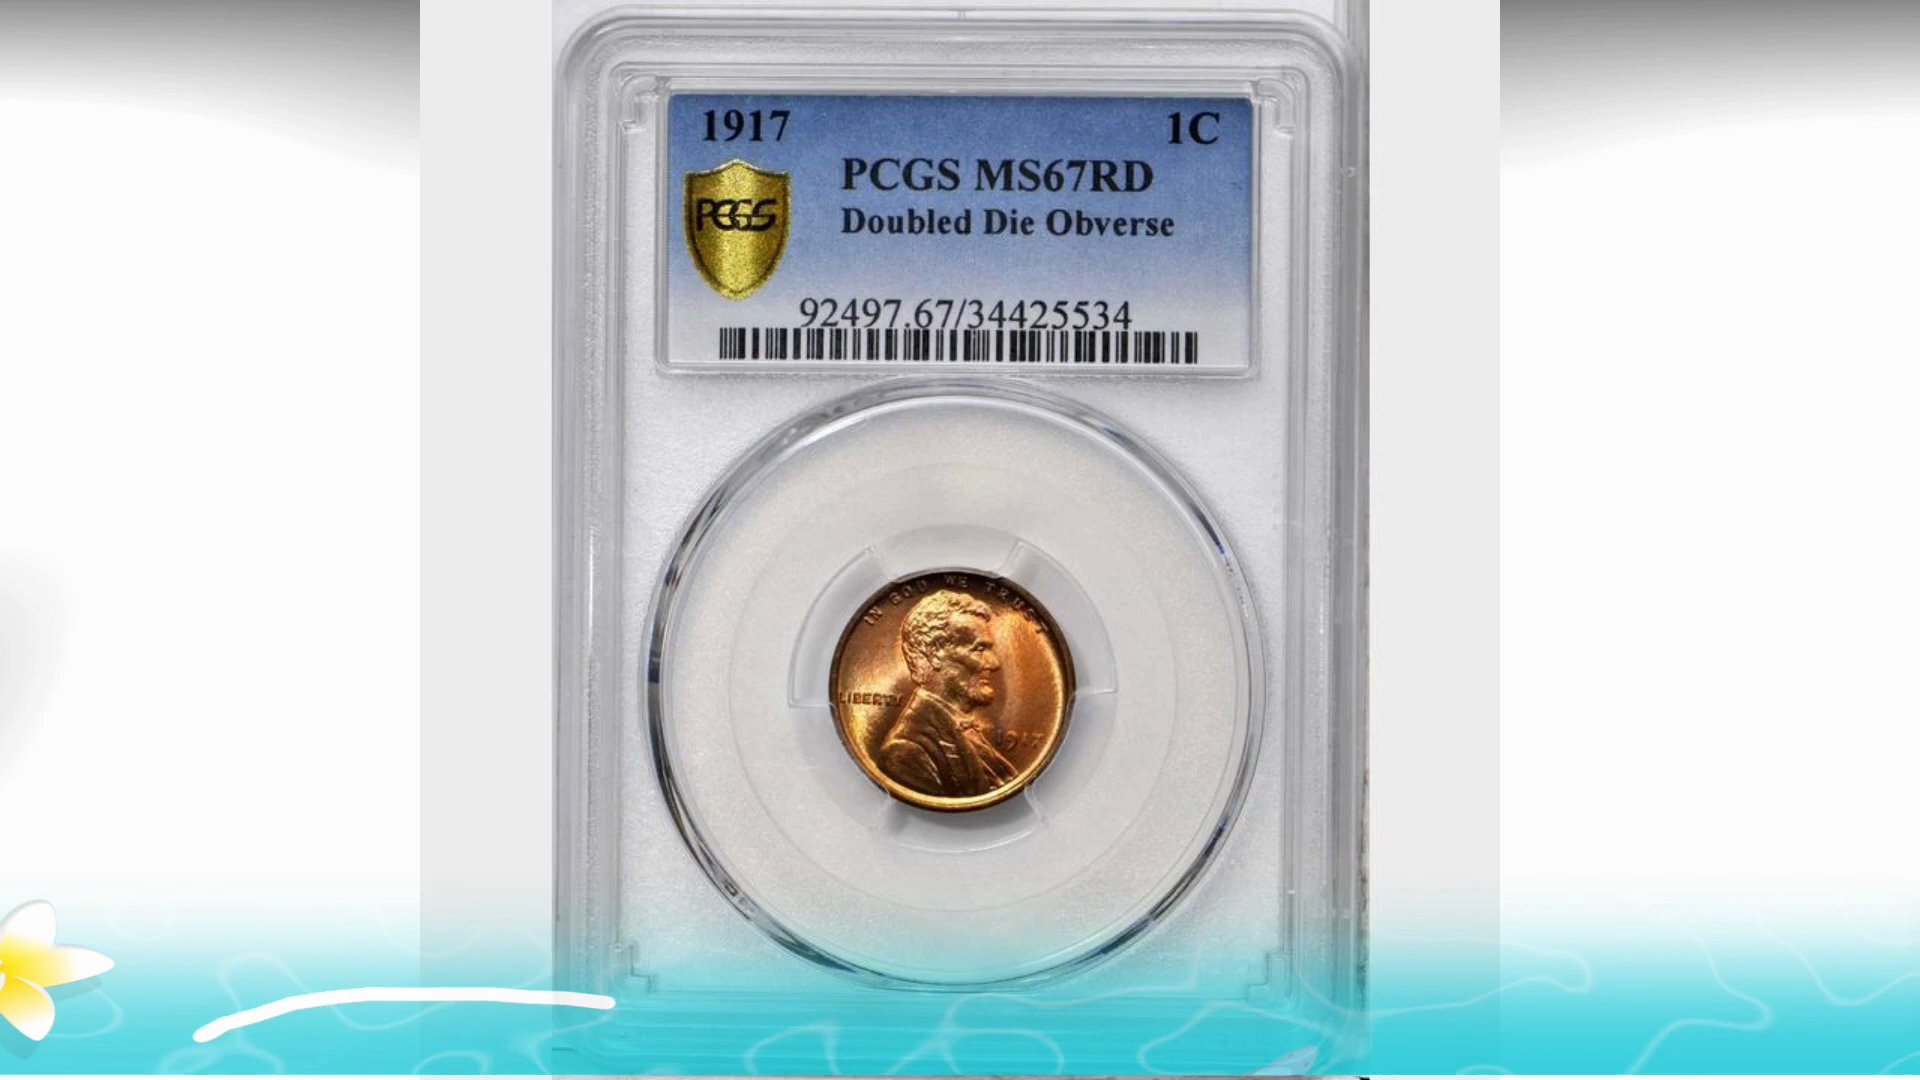 1917 1C
PCGS MS67RD
PCGS
Doubled Die Obverse
92497.67/34425534
IN GOD WE TRUST
LIBERTY
1917